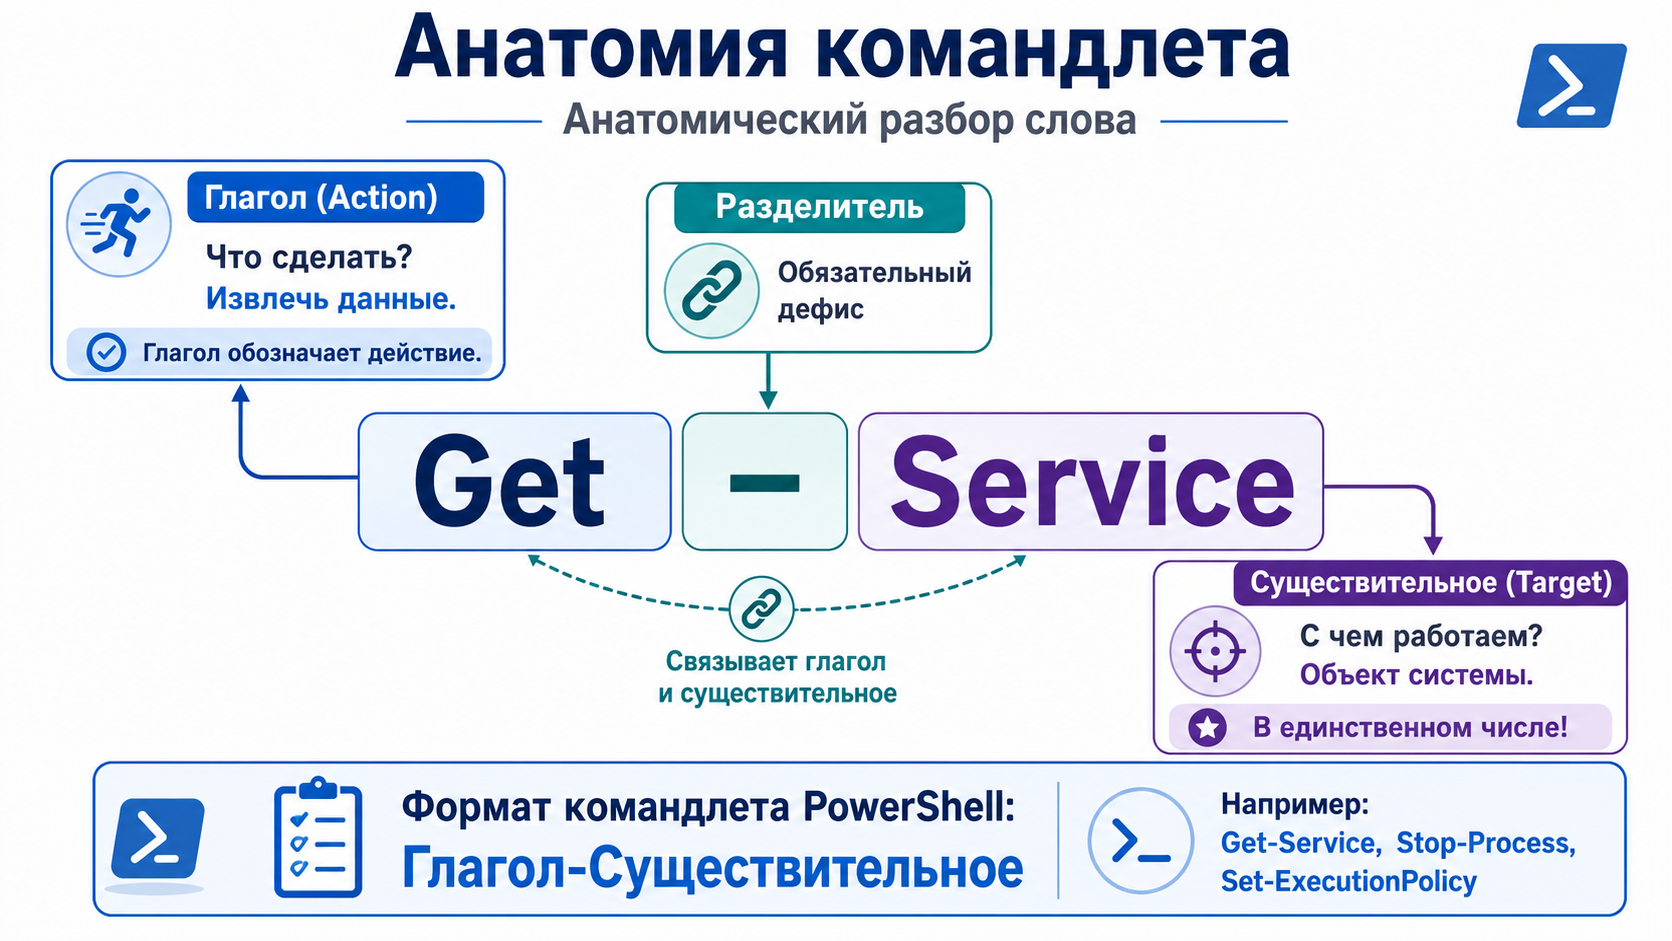 Анатомия командлета
Анатомический разбор слова
Глагол (Action)
Что сделать?
Извлечь данные.
Глагол обозначает действие.
Разделитель
Обязательный
дефис
Get - Service
Связывает глагол
и существительное
Существительное (Target)
С чем работаем?
Объект системы.
В единственном числе!
Формат командлета PowerShell:
Глагол-Существительное
Например:
Get-Service, Stop-Process,
Set-ExecutionPolicy